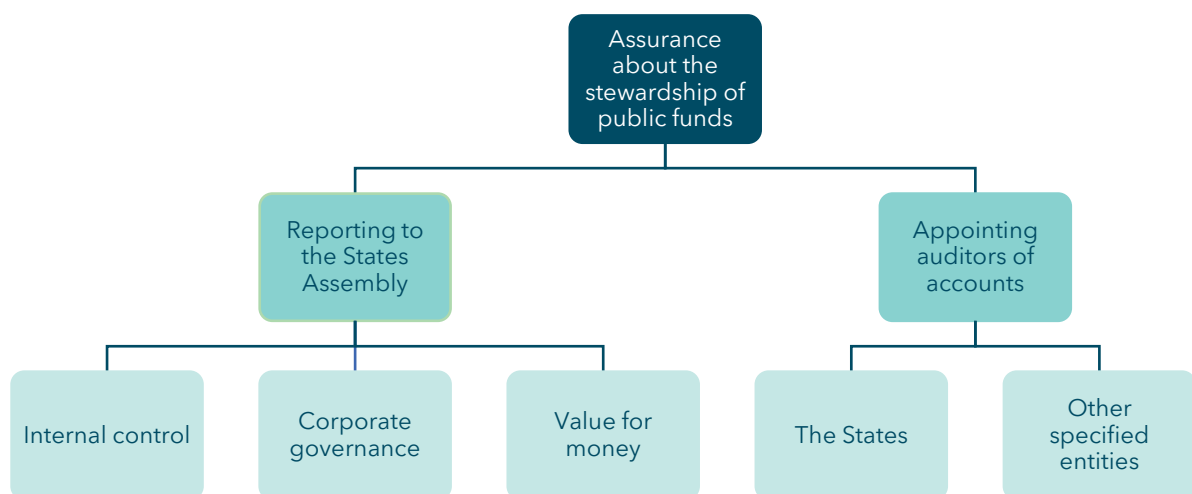 Assurance
about the
stewardship of
public funds
Reporting to
the States
Assembly
Appointing
auditors of
accounts
Internal control
Corporate
governance
Value for
money
The States
Other
specified
entities